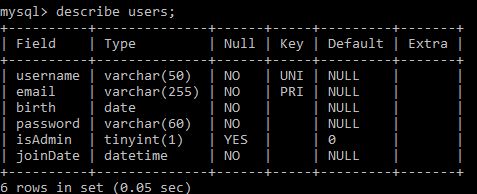 mysql> describe users;
+----------+--------------+------+-----+---------+-------+
| Field    | Type         | Null | Key | Default | Extra |
+----------+--------------+------+-----+---------+-------+
| username | varchar(50)  | NO   | UNI | NULL    |       |
| email    | varchar(255) | NO   | PRI | NULL    |       |
| birth    | date         | NO   |     | NULL    |       |
| password | varchar(60)  | NO   |     | NULL    |       |
| isAdmin  | tinyint(1)   | YES  |     | 0       |       |
| joinDate | datetime     | NO   |     | NULL    |       |
+----------+--------------+------+-----+---------+-------+
6 rows in set (0.05 sec)